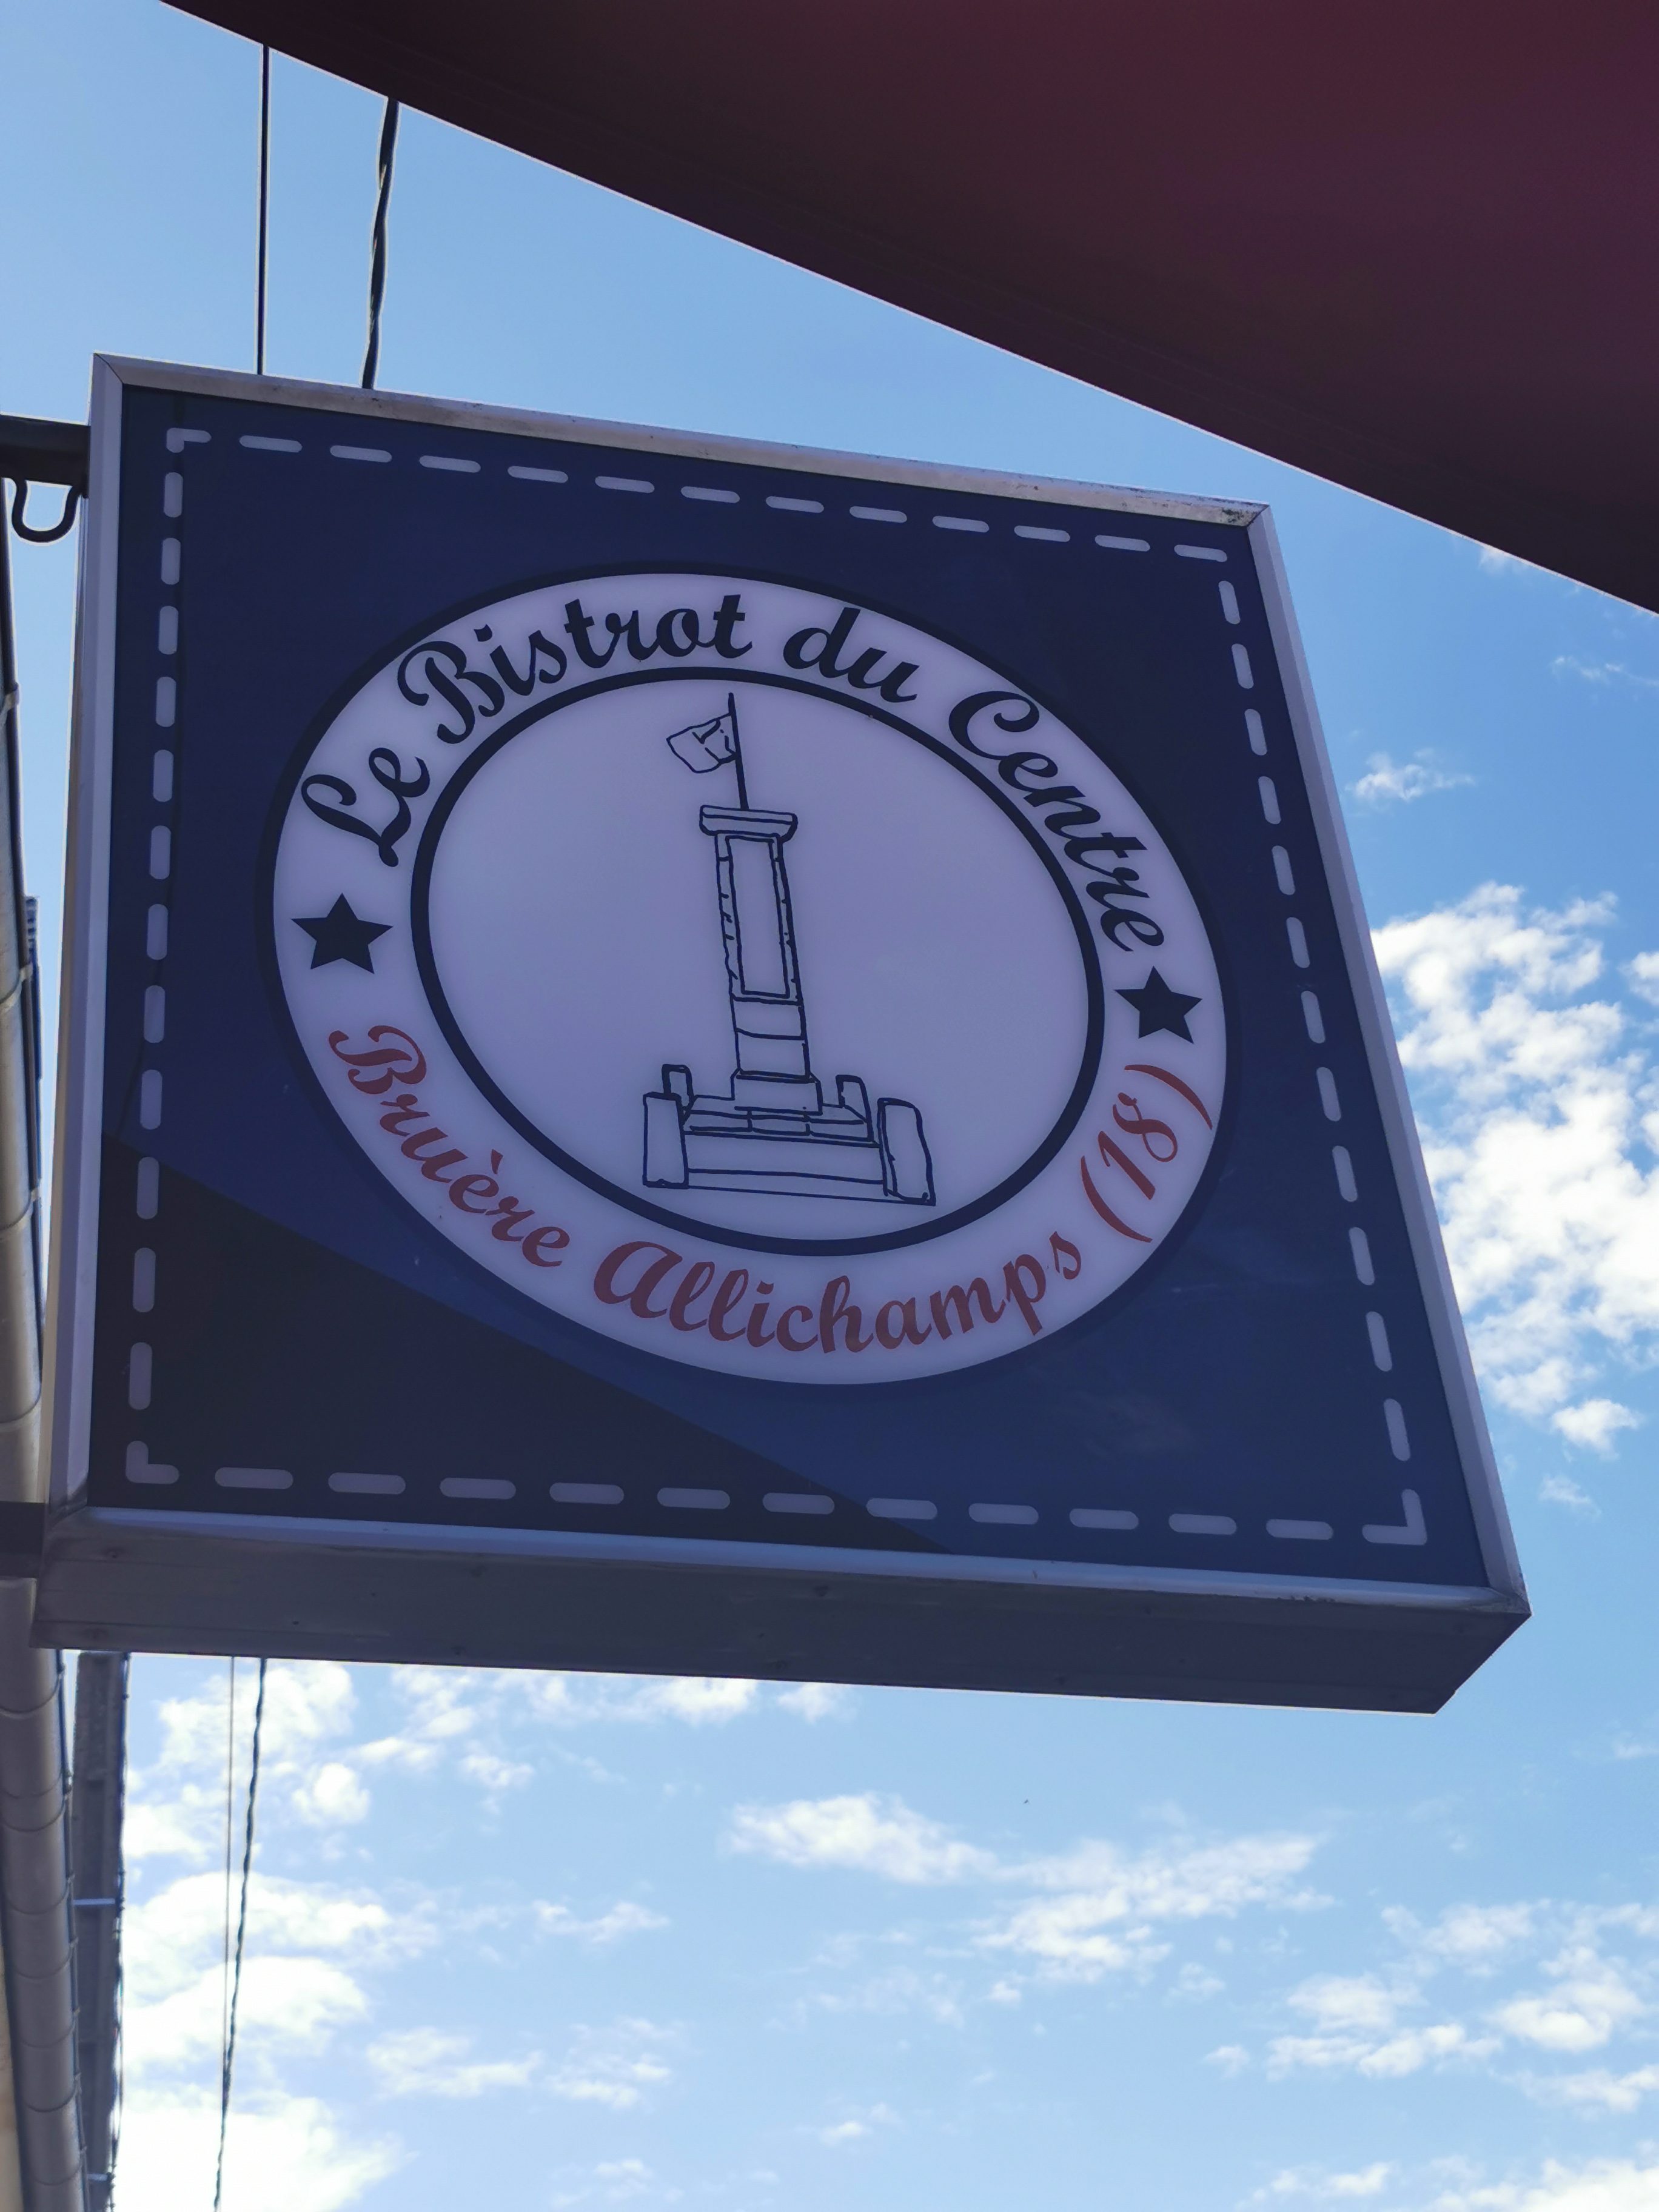 Le Bistrot du Centre
Bruère Allichamps (18)